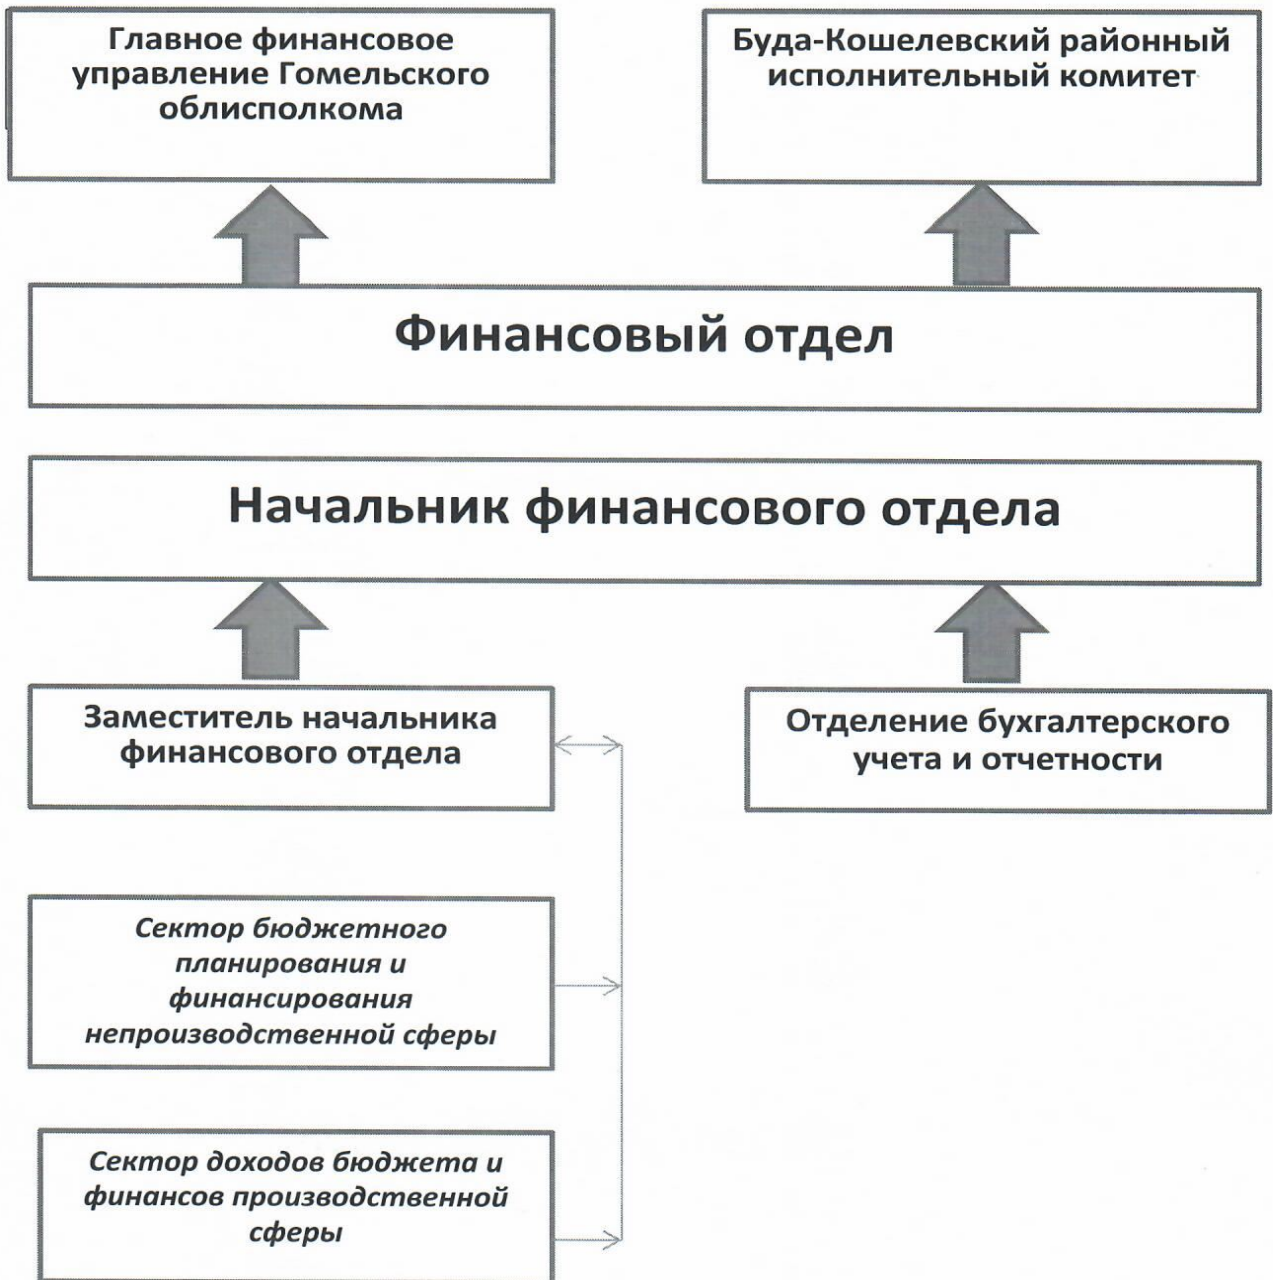 Главное финансовое
управление Гомельского
облисполкома
Буда-Кошелевский районный
исполнительный комитет
Финансовый отдел
Начальник финансового отдела
Заместитель начальника
финансового отдела
Отделение бухгалтерского
учета и отчетности
Сектор бюджетного
планирования и
финансирования
непроизводственной сферы
Сектор доходов бюджета и
финансов производственной
сферы